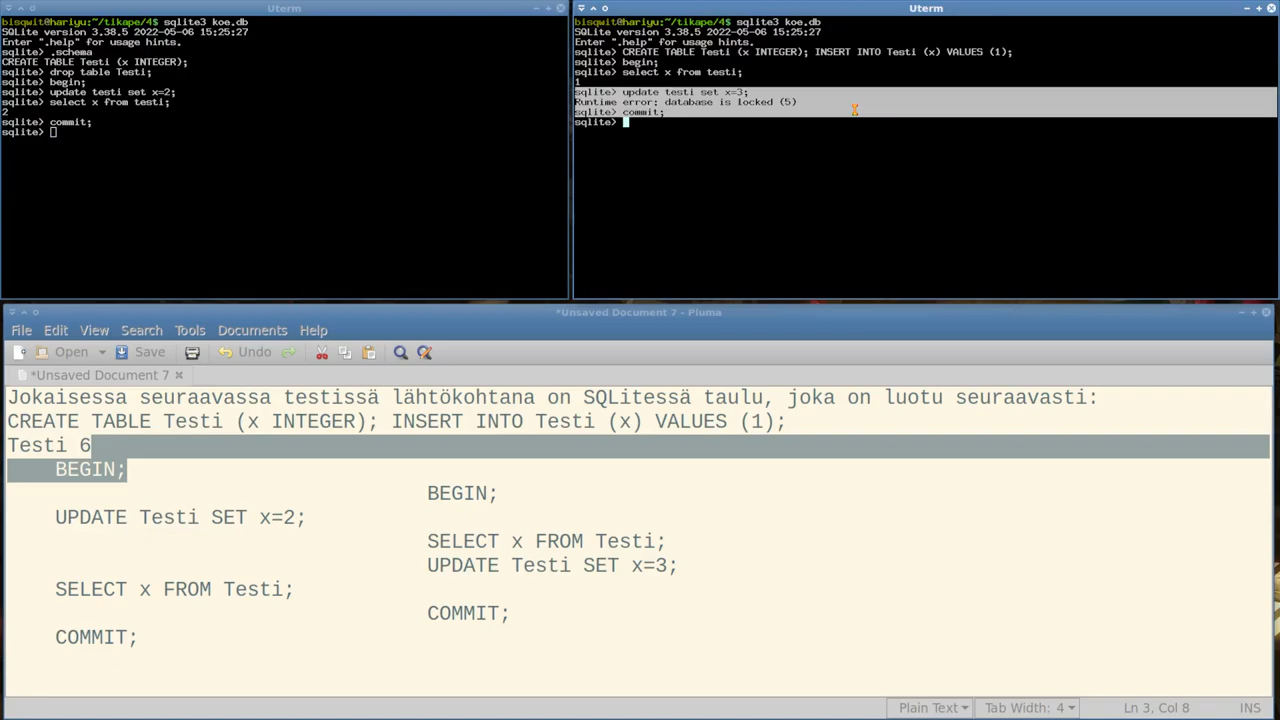 Uterm
bisqwit@hariyu:~/tikape/4$ sqlite3 koe.db
SQLite version 3.38.5 2022-05-06 15:25:27
Enter ".help" for usage hints.
sqlite> .schema
CREATE TABLE Testi (x INTEGER);
sqlite> drop table Testi;
sqlite> begin;
sqlite> update testi set x=2;
sqlite> select x from testi;
2
sqlite> commit;
sqlite>
Uterm
bisqwit@hariyu:~/tikape/4$ sqlite3 koe.db
SQLite version 3.38.5 2022-05-06 15:25:27
Enter ".help" for usage hints.
sqlite> CREATE TABLE Testi (x INTEGER); INSERT INTO Testi (x) VALUES (1);
sqlite> begin;
sqlite> select x from testi;
1
sqlite> update testi set x=3;
Runtime error: database is locked (5)
sqlite> commit;
sqlite>
*Unsaved Document 7 - Pluma
File Edit View Search Tools Documents Help
Open Save Undo
*Unsaved Document 7
Jokaisessa seuraavassa testissä lähtökohtana on SQLitessä taulu, joka on luotu seuraavasti:
CREATE TABLE Testi (x INTEGER); INSERT INTO Testi (x) VALUES (1);
Testi 6
BEGIN;
BEGIN;
UPDATE Testi SET x=2;
SELECT x FROM Testi;
UPDATE Testi SET x=3;
SELECT x FROM Testi;
COMMIT;
COMMIT;
Plain Text Tab Width: 4 Ln 3, Col 8 INS